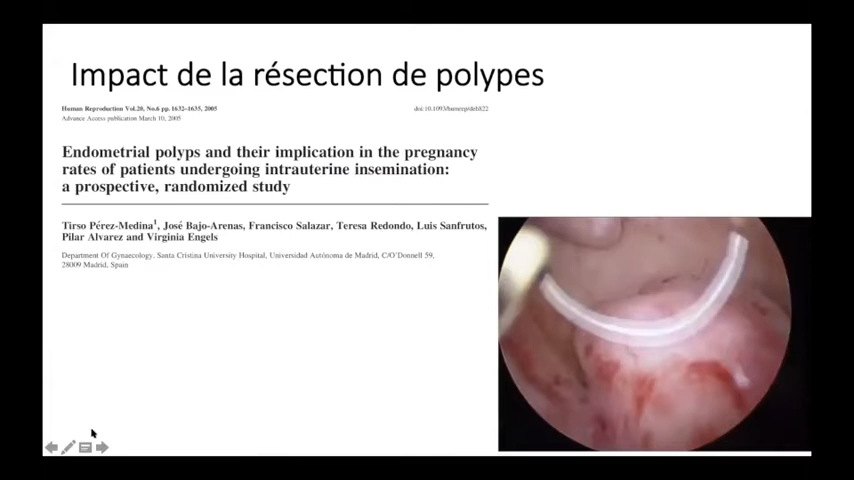 Impact de la résection de polypes
Human Reproduction Vol.20, No.6 pp. 1632–1635, 2005
doi:10.1093/humrep/deh822
Advance Access publication March 10, 2005
Endometrial polyps and their implication in the pregnancy
rates of patients undergoing intrauterine insemination:
a prospective, randomized study
Tirso Pérez-Medina1, José Bajo-Arenas, Francisco Salazar, Teresa Redondo, Luis Sanfrutos,
Pilar Alvarez and Virginia Engels
Department Of Gynaecology, Santa Cristina University Hospital, Universidad Autónoma de Madrid, C/O'Donnell 59,
28009 Madrid, Spain